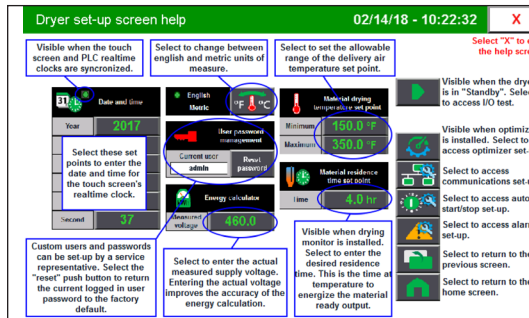 Dryer set-up screen help
02/14/18 - 10:22:32
X
Select "X" to
the help
Visible when the touch
screen and PLC realtime
clocks are syncronized.
Select to change between
english and metric units of
measure.
Select to set the allowable
range of the delivery air
temperature set point.
31
Date and time
Year 2017
Select these set
points to enter the
date and time for
the touch screen's
realtime clock.
Second 37
English
Metric
°F °C
User password
management
Current user
admin
Reset
password
Energy calculator
Measured
voltage
460.0
Material drying
temperature set point
Minimum 150.0 °F
Maximum 350.0 °F
Material residence
time set point
Time 4.0 hr
Custom users and passwords
can be set-up by a service
representative. Select the
"reset" push button to return
the current logged in user
password to the factory
default.
Select to enter the actual
measured supply voltage.
Entering the actual voltage
improves the accuracy of the
energy calculation.
Visible when drying
monitor is installed.
Select to enter the
desired residence
time. This is the time at
temperature to
energize the material
ready output.
Visible when the
is in "Standby".
to access I/O test.
Visible when
is installed. Select to
access optimizer
Select to access
communications
Select to access
start/stop set-up.
Select to access
set-up.
Select to return to the
previous screen.
Select to return to the
home screen.